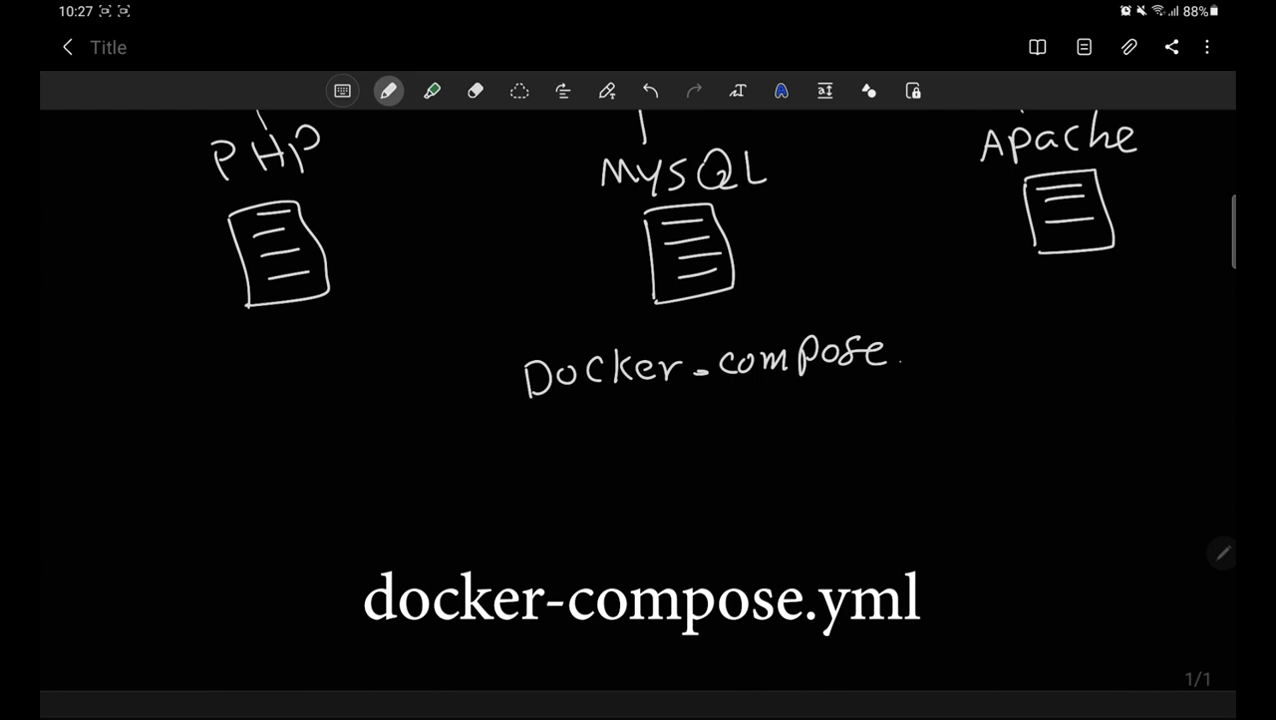 10:27
88%
Title
PHP
MySQL
Apache
Docker-compose.
docker-compose.yml
1/1